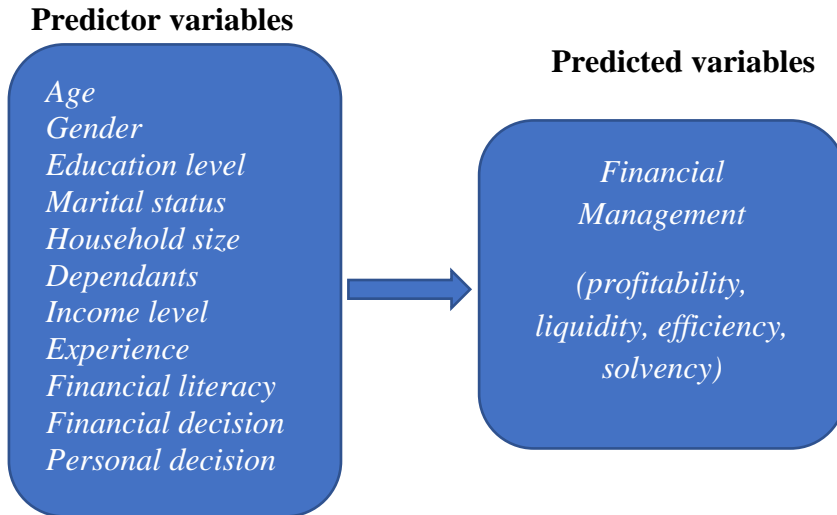 Predictor variables
Age
Gender
Education level
Marital status
Household size
Dependants
Income level
Experience
Financial literacy
Financial decision
Personal decision
Predicted variables
Financial
Management
(profitability,
liquidity, efficiency,
solvency)